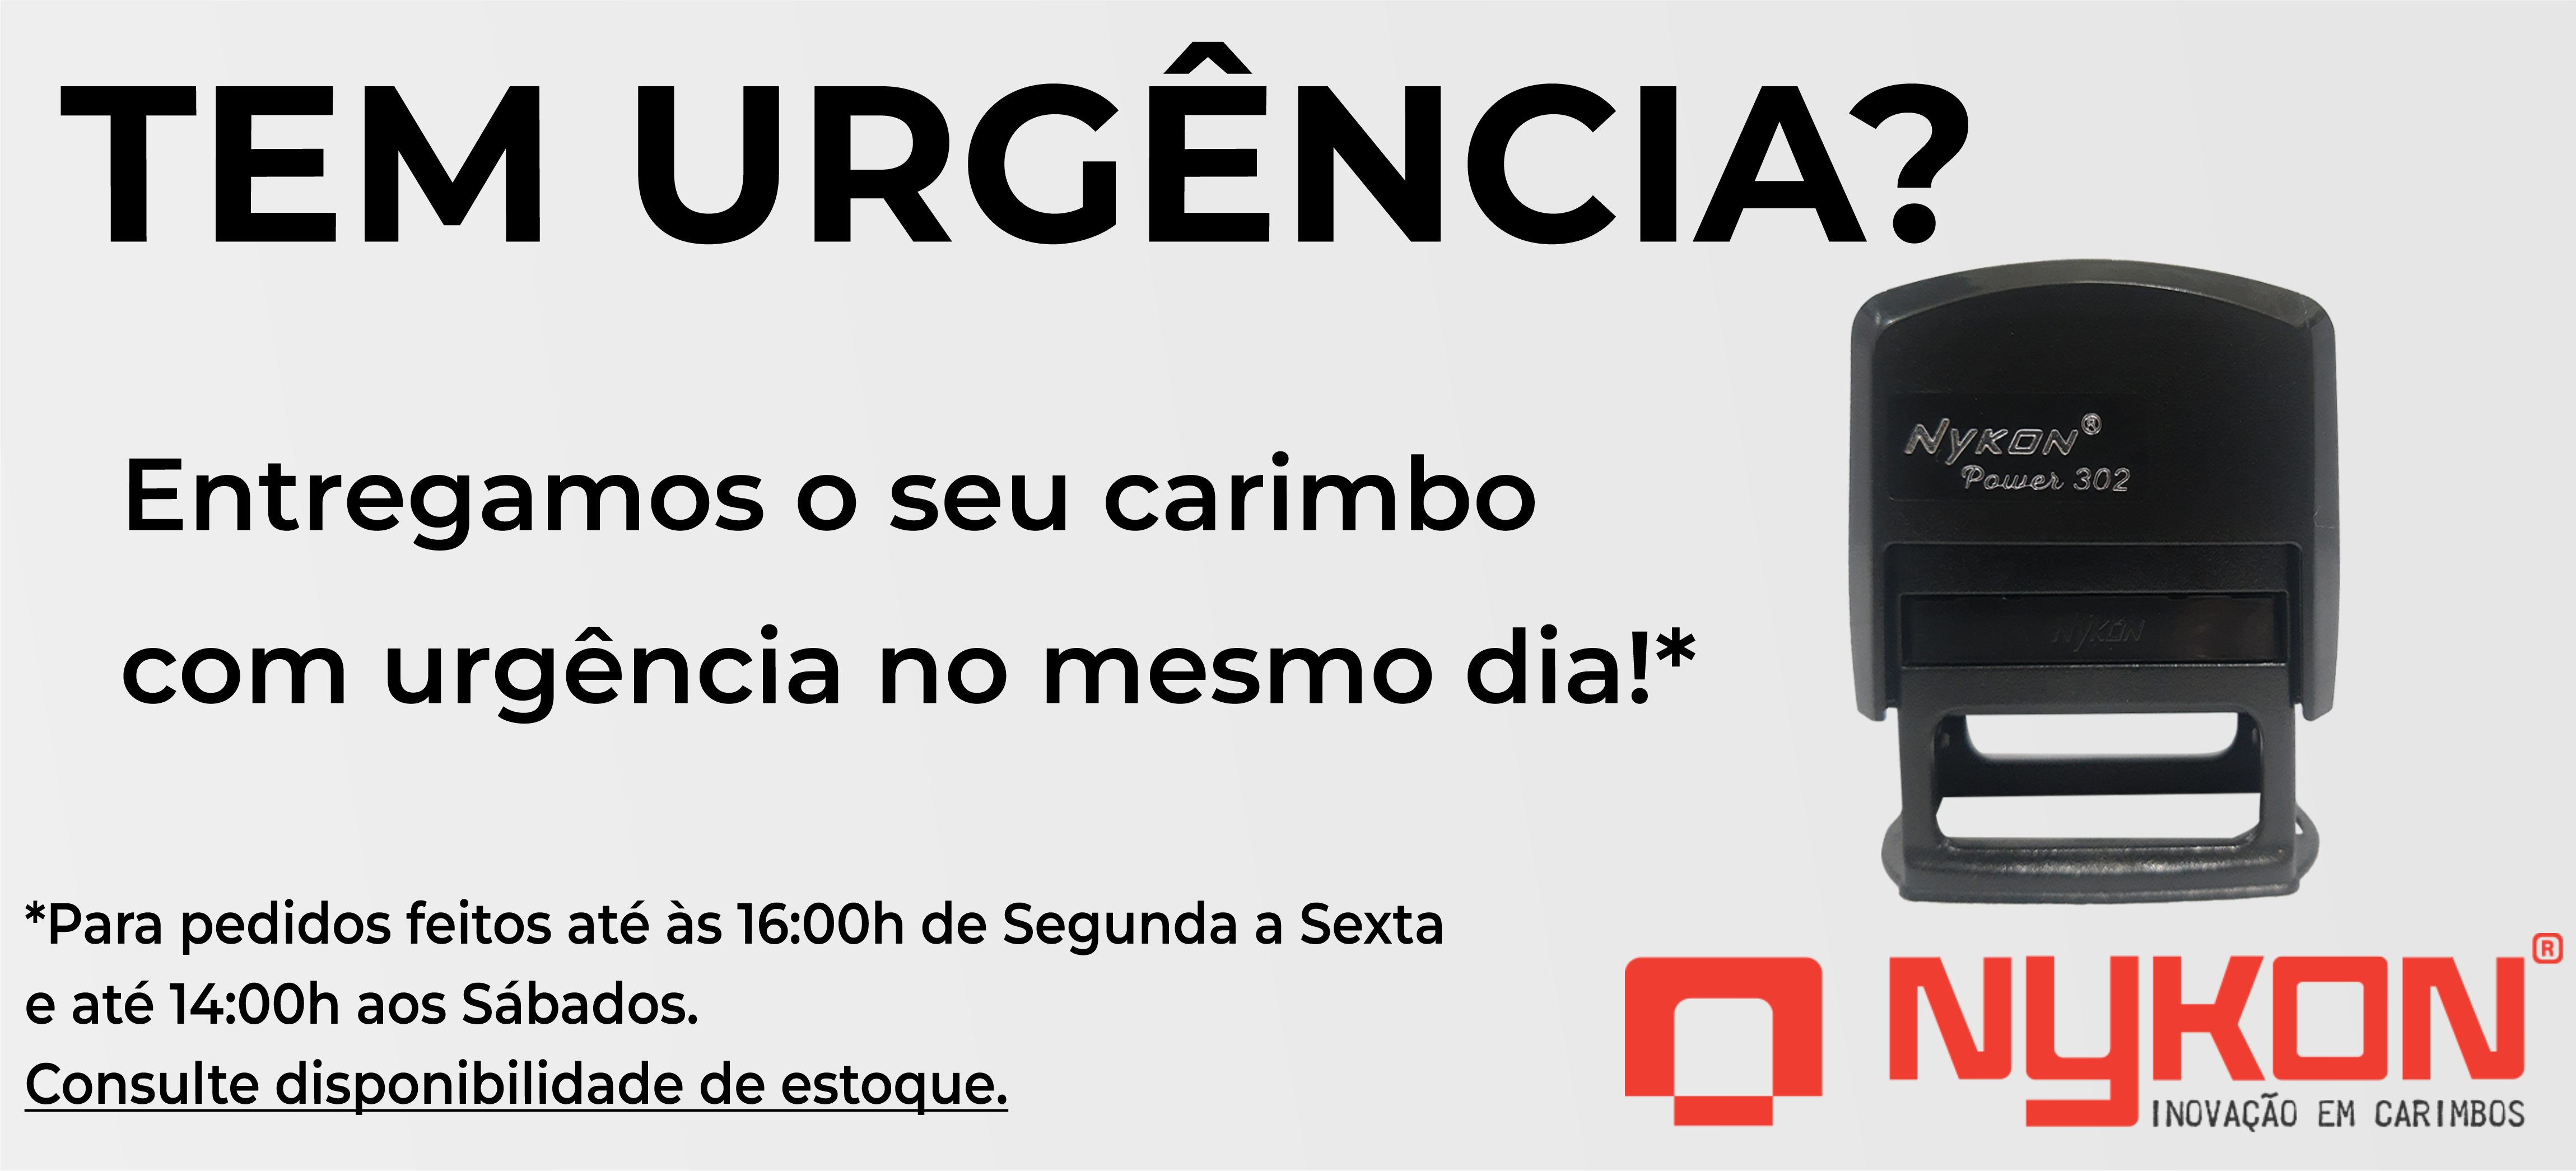 TEM URGÊNCIA?
Entregamos o seu carimbo
com urgência no mesmo dia!*
NYKON®
Power 302
NYKON
*Para pedidos feitos até às 16:00h de Segunda a Sexta
e até 14:00h aos Sábados.
Consulte disponibilidade de estoque.
NYKON®
INOVAÇÃO EM CARIMBOS